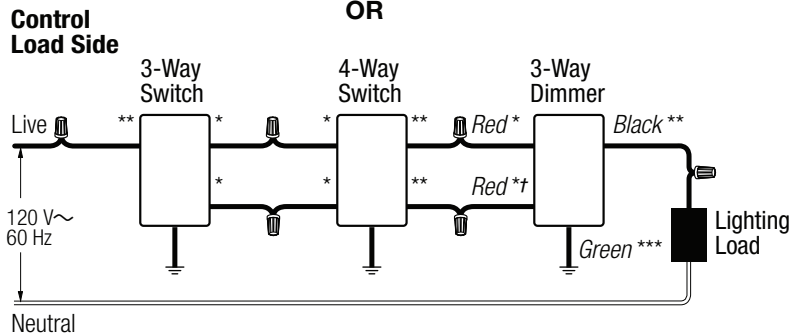 OR
Control
Load Side
3-Way
Switch
4-Way
Switch
3-Way
Dimmer
Live
**
*
*
**
Red *
Black **
*
*
**
Red *†
120 V~
60 Hz
Green ***
Lighting
Load
Neutral